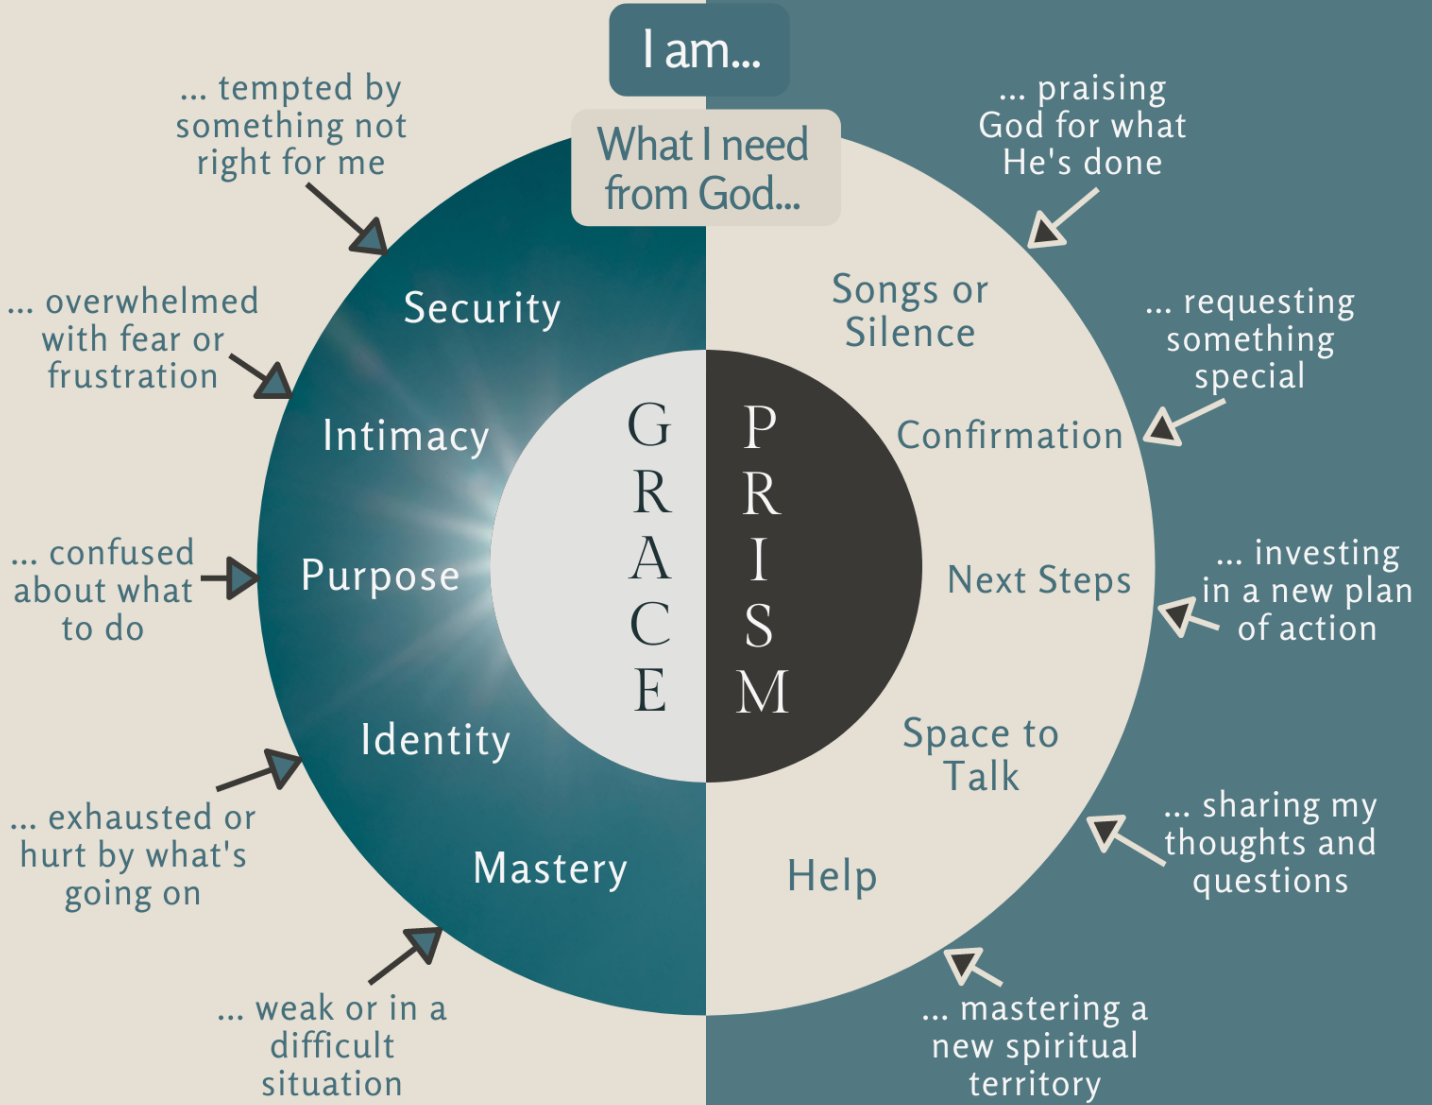 I am...
What I need
from God...
... tempted by
something not
right for me
Security
... overwhelmed
with fear or
frustration
Intimacy
... confused
about what
to do
Purpose
... exhausted or
hurt by what's
going on
Identity
... weak or in a
difficult
situation
Mastery
GRACE
PRISM
... praising
God for what
He's done
Songs or
Silence
... requesting
something
special
Confirmation
... investing
in a new plan
of action
Next Steps
... sharing my
thoughts and
questions
Space to
Talk
... mastering a
new spiritual
territory
Help